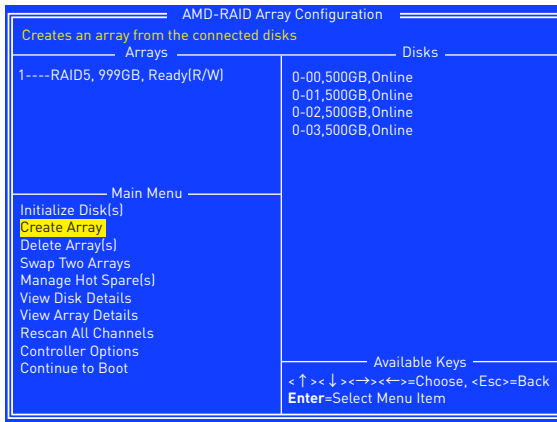 AMD-RAID Array Configuration
Creates an array from the connected disks
Arrays
1----RAID5, 999GB, Ready(R/W)
Disks
0-00,500GB,Online
0-01,500GB,Online
0-02,500GB,Online
0-03,500GB,Online
Main Menu
Initialize Disk(s)
Create Array
Delete Array(s)
Swap Two Arrays
Manage Hot Spare(s)
View Disk Details
View Array Details
Rescan All Channels
Controller Options
Continue to Boot
Available Keys
<↑><↓><→><←>=Choose, <Esc>=Back
Enter=Select Menu Item